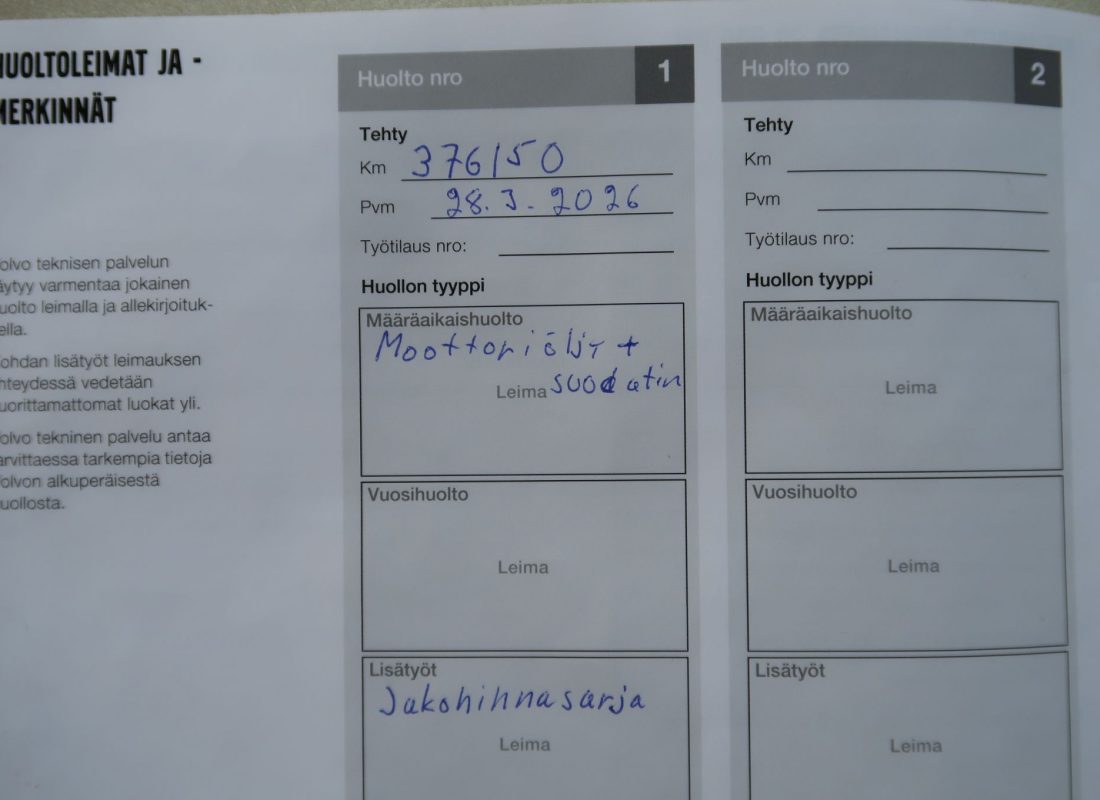 HUOLTOLEIMAT JA -
MERKINNÄT
olvo teknisen palvelun
äytyy varmentaa jokainen
uolto leimalla ja allekirjoituk-
ella.
ohdan lisätyöt leimauksen
hteydessä vedetään
uorittamattomat luokat yli.
olvo tekninen palvelu antaa
arvittaessa tarkempia tietoja
olvon alkuperäisestä
uollosta.
Huolto nro 1
Tehty
Km 376150
Pvm 28.3.2026
Työtilaus nro:
Huollon tyyppi
Määräaikaishuolto
Moottoriöljy +
Leima suodatin
Vuosihuolto
Leima
Lisätyöt
Jakohihnasarja
Leima
Huolto nro 2
Tehty
Km
Pvm
Työtilaus nro:
Huollon tyyppi
Määräaikaishuolto
Leima
Vuosihuolto
Leima
Lisätyöt
Leima